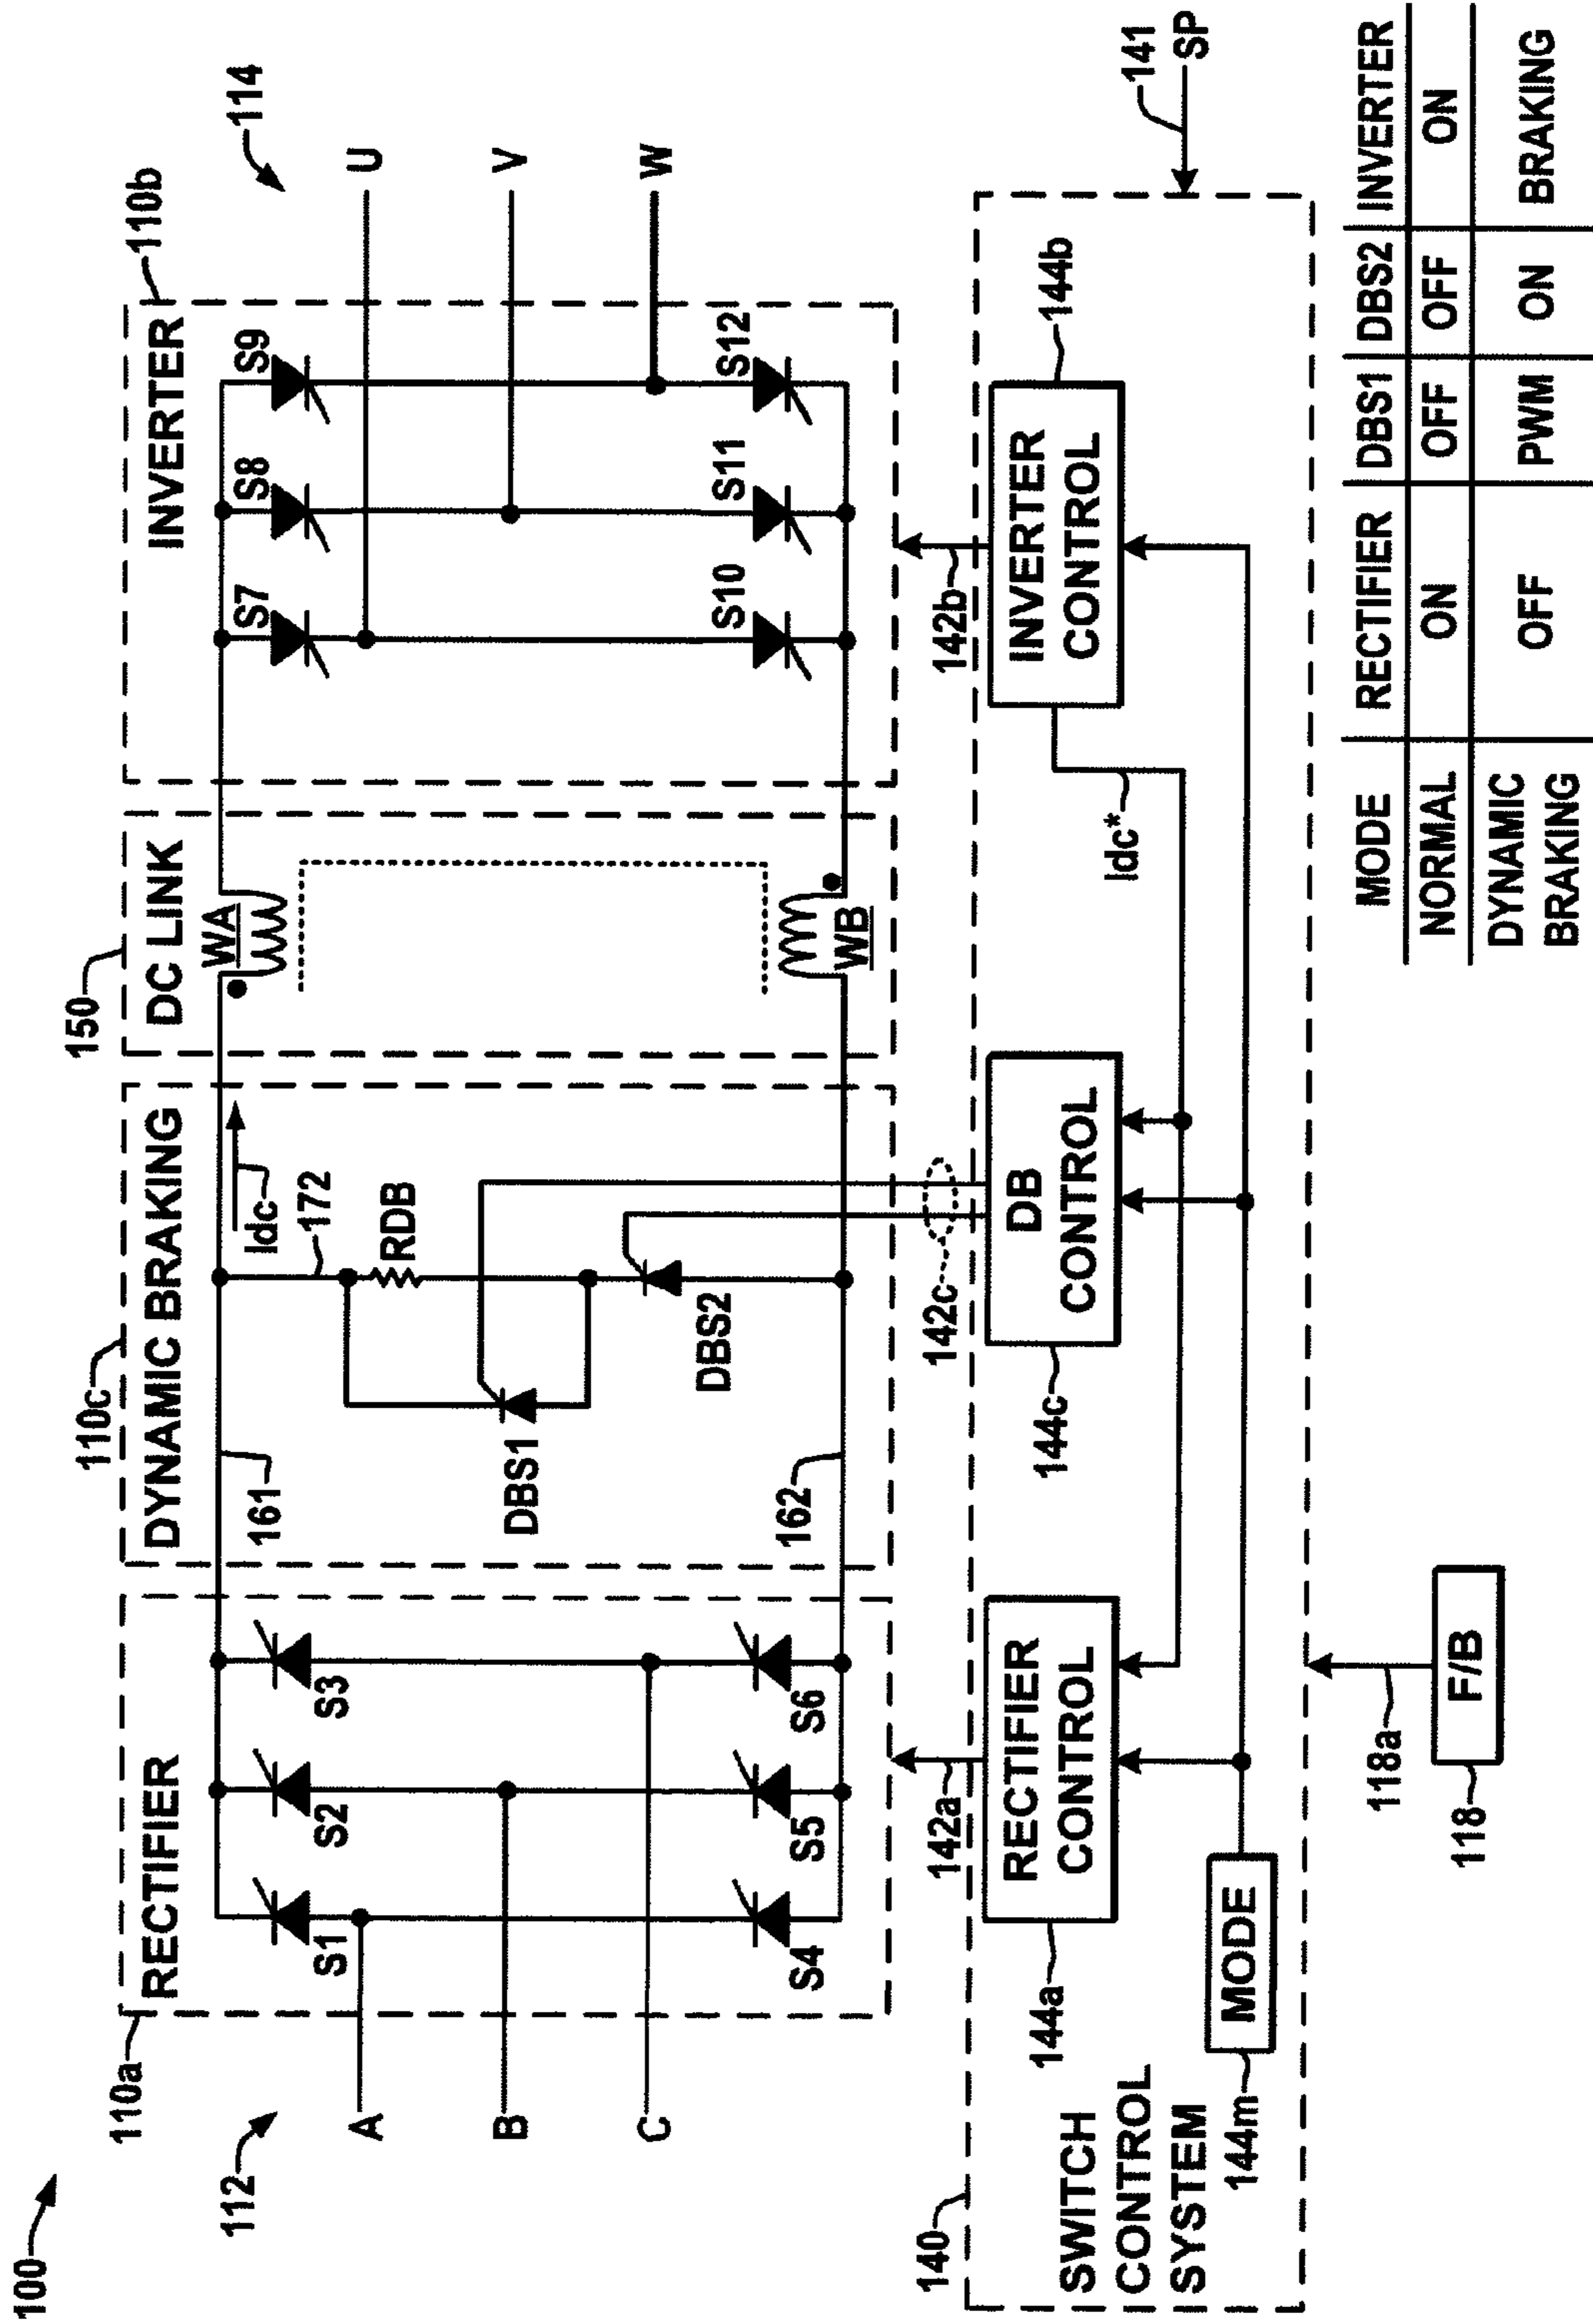 100
112
A
B
C
110a
RECTIFIER
S1
S2
S3
S4
S5
S6
110c
DYNAMIC BRAKING
161
162
Idc
172
RDB
DBS1
DBS2
150
DC LINK
WA
WB
110b
INVERTER
S7
S8
S9
S10
S11
S12
114
U
V
W
140
SWITCH
CONTROL
SYSTEM
142a
RECTIFIER
CONTROL
144a
142c
DB
CONTROL
144c
142b
INVERTER
CONTROL
144b
Idc*
MODE
144m
141
SP
118a
F/B
118
MODE RECTIFIER DBS1 DBS2 INVERTER
NORMAL ON OFF OFF ON
DYNAMIC
BRAKING OFF PWM ON BRAKING